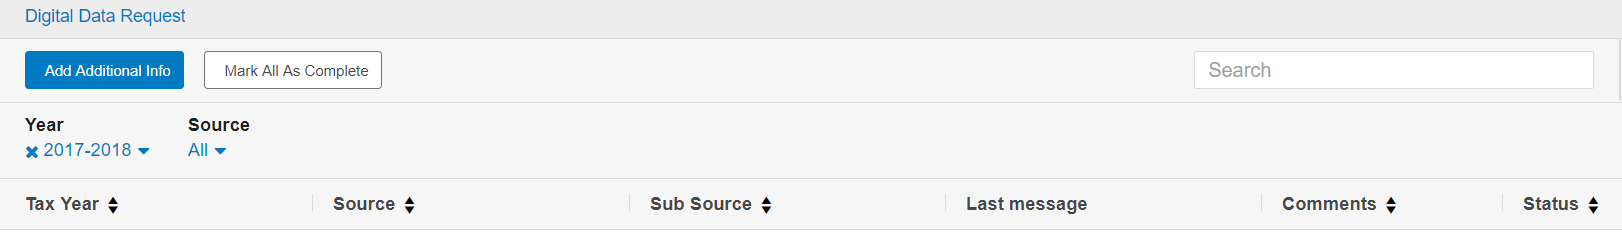 Digital Data Request
Add Additional Info Mark All As Complete Search
Year Source
2017-2018 All
Tax Year Source Sub Source Last message Comments Status